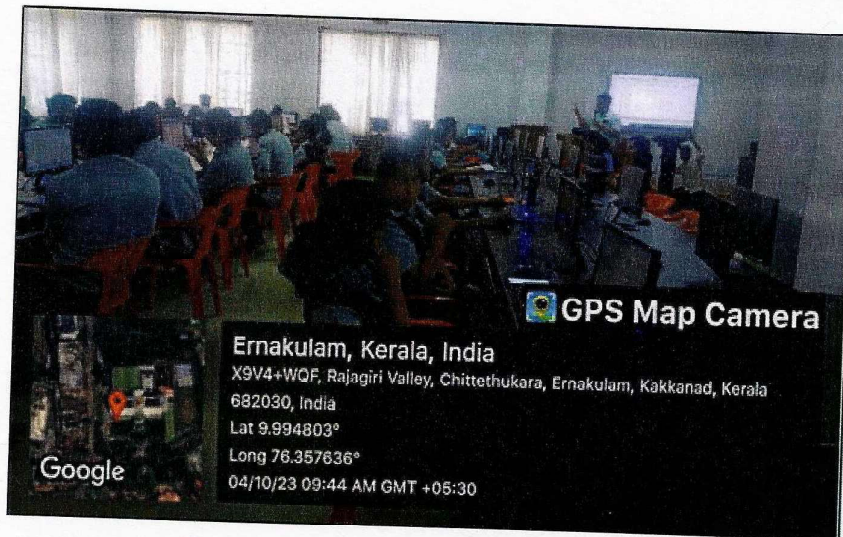 GPS Map Camera
Ernakulam, Kerala, India
X9V4+WQF, Rajagiri Valley, Chittethukara, Ernakulam, Kakkanad, Kerala
682030, India
Lat 9.994803°
Long 76.357636°
04/10/23 09:44 AM GMT +05:30
Google